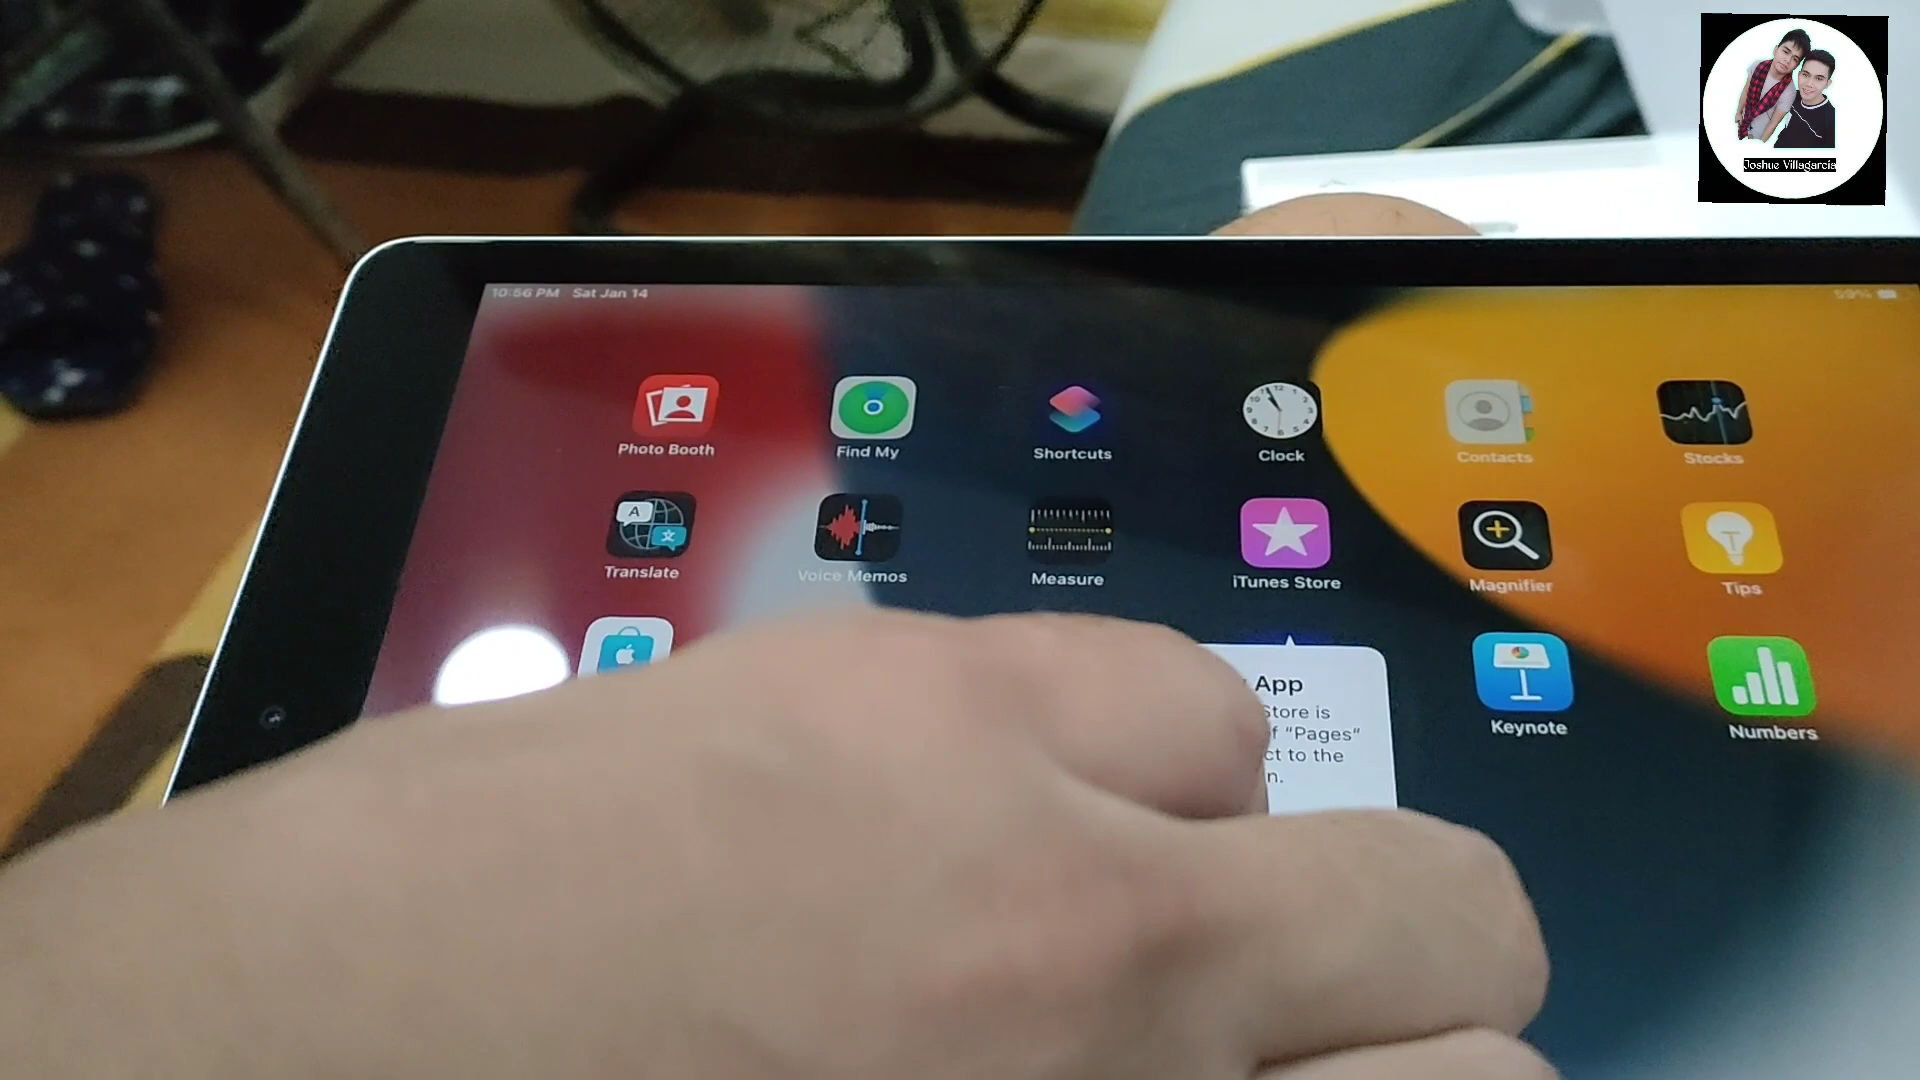 Joshue Villagarcia
10:56 PM Sat Jan 14
59%
Photo Booth
Find My
Shortcuts
Clock
Contacts
Stocks
Translate
Voice Memos
Measure
iTunes Store
Magnifier
Tips
App
Store is
"Pages"
to the
Keynote
Numbers